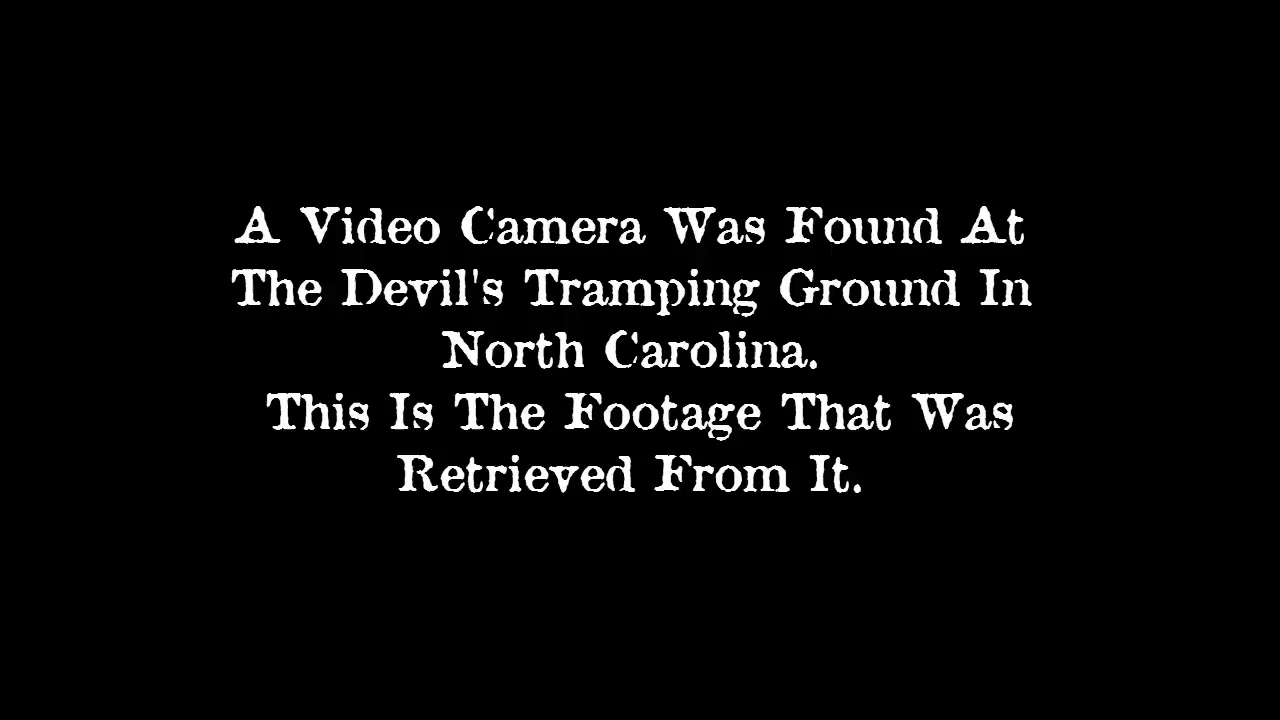 A Video Camera Was Found At
The Devil's Tramping Ground In
North Carolina.
This Is The Footage That Was
Retrieved From It.